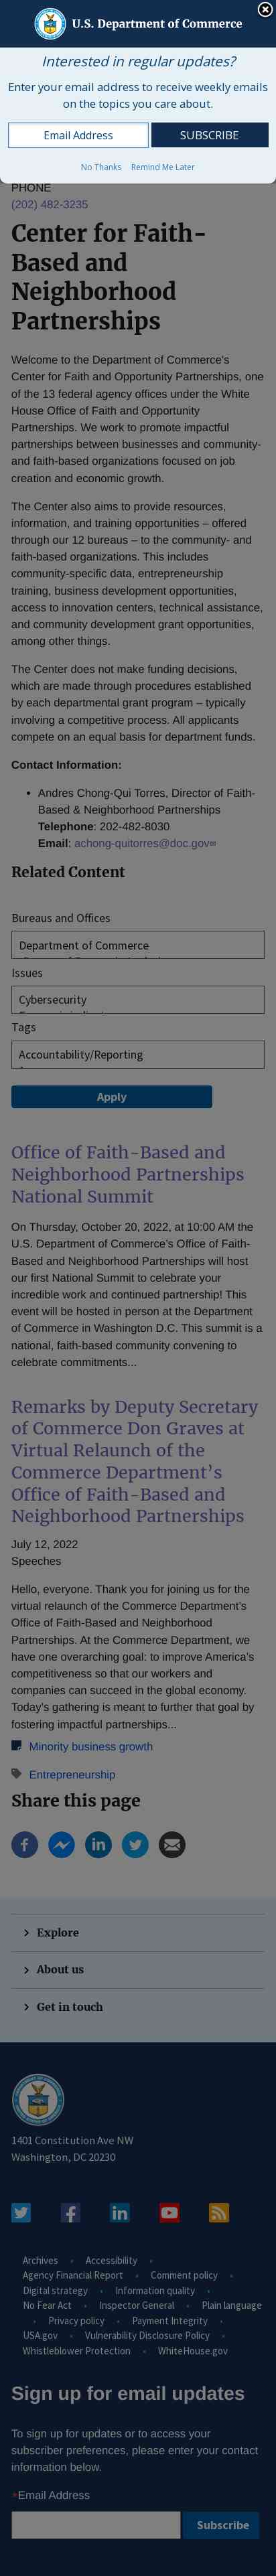 U.S. Department of Commerce
Interested in regular updates?
Enter your email address to receive weekly emails
on the topics you care about.
Email Address SUBSCRIBE
No Thanks Remind Me Later
PHONE
(202) 482-3235
Center for Faith-
Based and
Neighborhood
Partnerships
Welcome to the Department of Commerce's
Center for Faith and Opportunity Partnerships, one
of the 13 federal agency offices under the White
House Office of Faith and Opportunity
Partnerships. We work to promote impactful
partnerships between businesses and community-
and faith-based organizations focused on job
creation and economic growth.
The Center also aims to provide resources,
information, and training opportunities – offered
through our 12 bureaus – to the community- and
faith-based organizations. This includes
community-specific data, entrepreneurship
training, business development opportunities,
access to innovation centers, technical assistance,
and community development grant opportunities,
among other things.
The Center does not make funding decisions,
which are made through procedures established
by each departmental grant program – typically
involving a competitive process. All applicants
compete on an equal basis for department funds.
Contact Information:
• Andres Chong-Qui Torres, Director of Faith-
Based & Neighborhood Partnerships
Telephone: 202-482-8030
Email: achong-quitorres@doc.gov
Related Content
Bureaus and Offices
Department of Commerce
Issues
Cybersecurity
Tags
Accountability/Reporting
Apply
Office of Faith-Based and
Neighborhood Partnerships
National Summit
On Thursday, October 20, 2022, at 10:00 AM the
U.S. Department of Commerce's Office of Faith-
Based and Neighborhood Partnerships will host
our first National Summit to celebrate your
incredible work and continued partnership! This
event will be hosted in person at the Department
of Commerce in Washington D.C. This summit is a
national, faith-based community convening to
celebrate commitments...
Remarks by Deputy Secretary
of Commerce Don Graves at
Virtual Relaunch of the
Commerce Department’s
Office of Faith-Based and
Neighborhood Partnerships
July 12, 2022
Speeches
Hello, everyone. Thank you for joining us for the
virtual relaunch of the Commerce Department’s
Office of Faith-Based and Neighborhood
Partnerships. At the Commerce Department, we
have one overarching goal: to improve America’s
competitiveness so that our workers and
companies can succeed in the global economy.
Today’s gathering is meant to further that goal by
fostering impactful partnerships...
Minority business growth
Entrepreneurship
Share this page
Explore
About us
Get in touch
1401 Constitution Ave NW
Washington, DC 20230
Archives • Accessibility •
Agency Financial Report • Comment policy •
Digital strategy • Information quality •
No Fear Act • Inspector General • Plain language
• Privacy policy • Payment Integrity •
USA.gov • Vulnerability Disclosure Policy •
Whistleblower Protection • WhiteHouse.gov
Sign up for email updates
To sign up for updates or to access your
subscriber preferences, please enter your contact
information below.
*Email Address
Subscribe